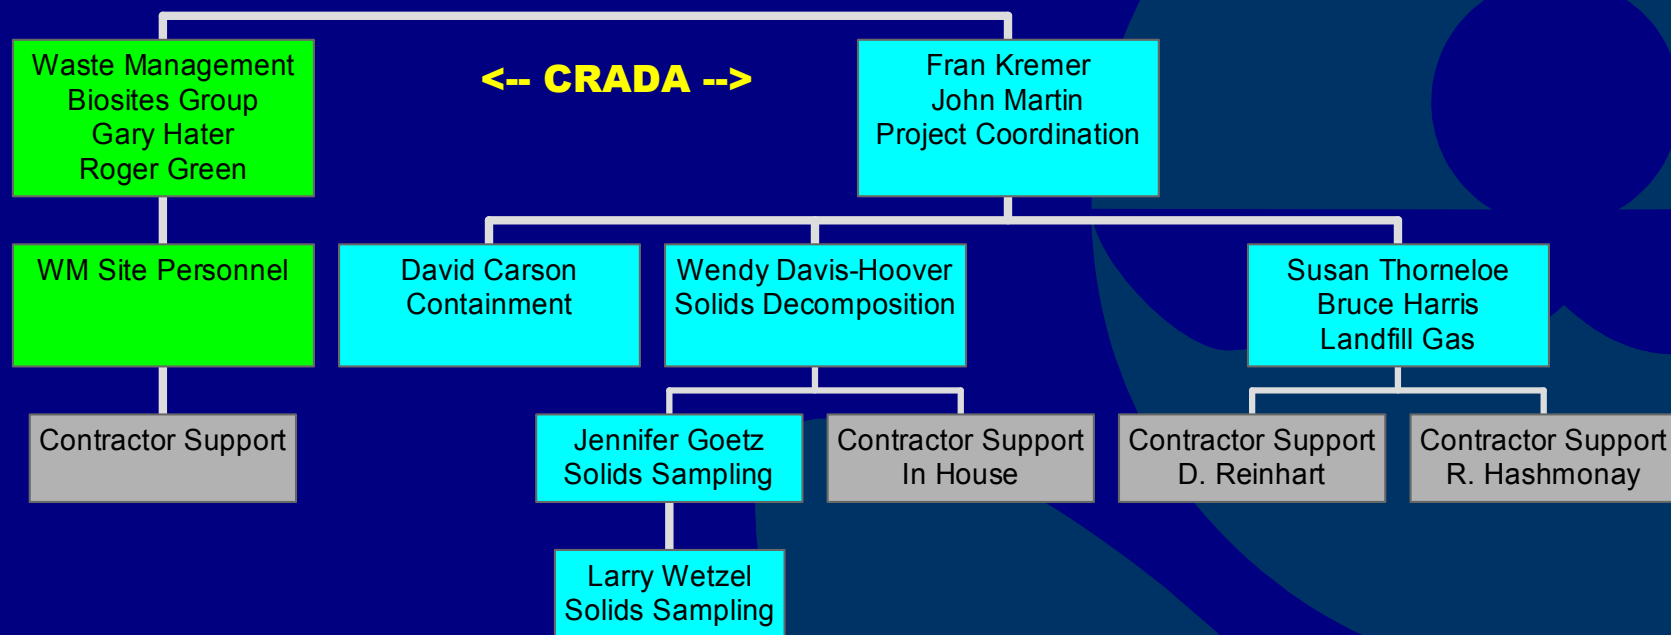 Waste Management
Biosites Group
Gary Hater
Roger Green
<-- CRADA -->
Fran Kremer
John Martin
Project Coordination
WM Site Personnel
David Carson
Containment
Wendy Davis-Hoover
Solids Decomposition
Susan Thorneloe
Bruce Harris
Landfill Gas
Contractor Support
Jennifer Goetz
Solids Sampling
Contractor Support
In House
Contractor Support
D. Reinhart
Contractor Support
R. Hashmonay
Larry Wetzel
Solids Sampling